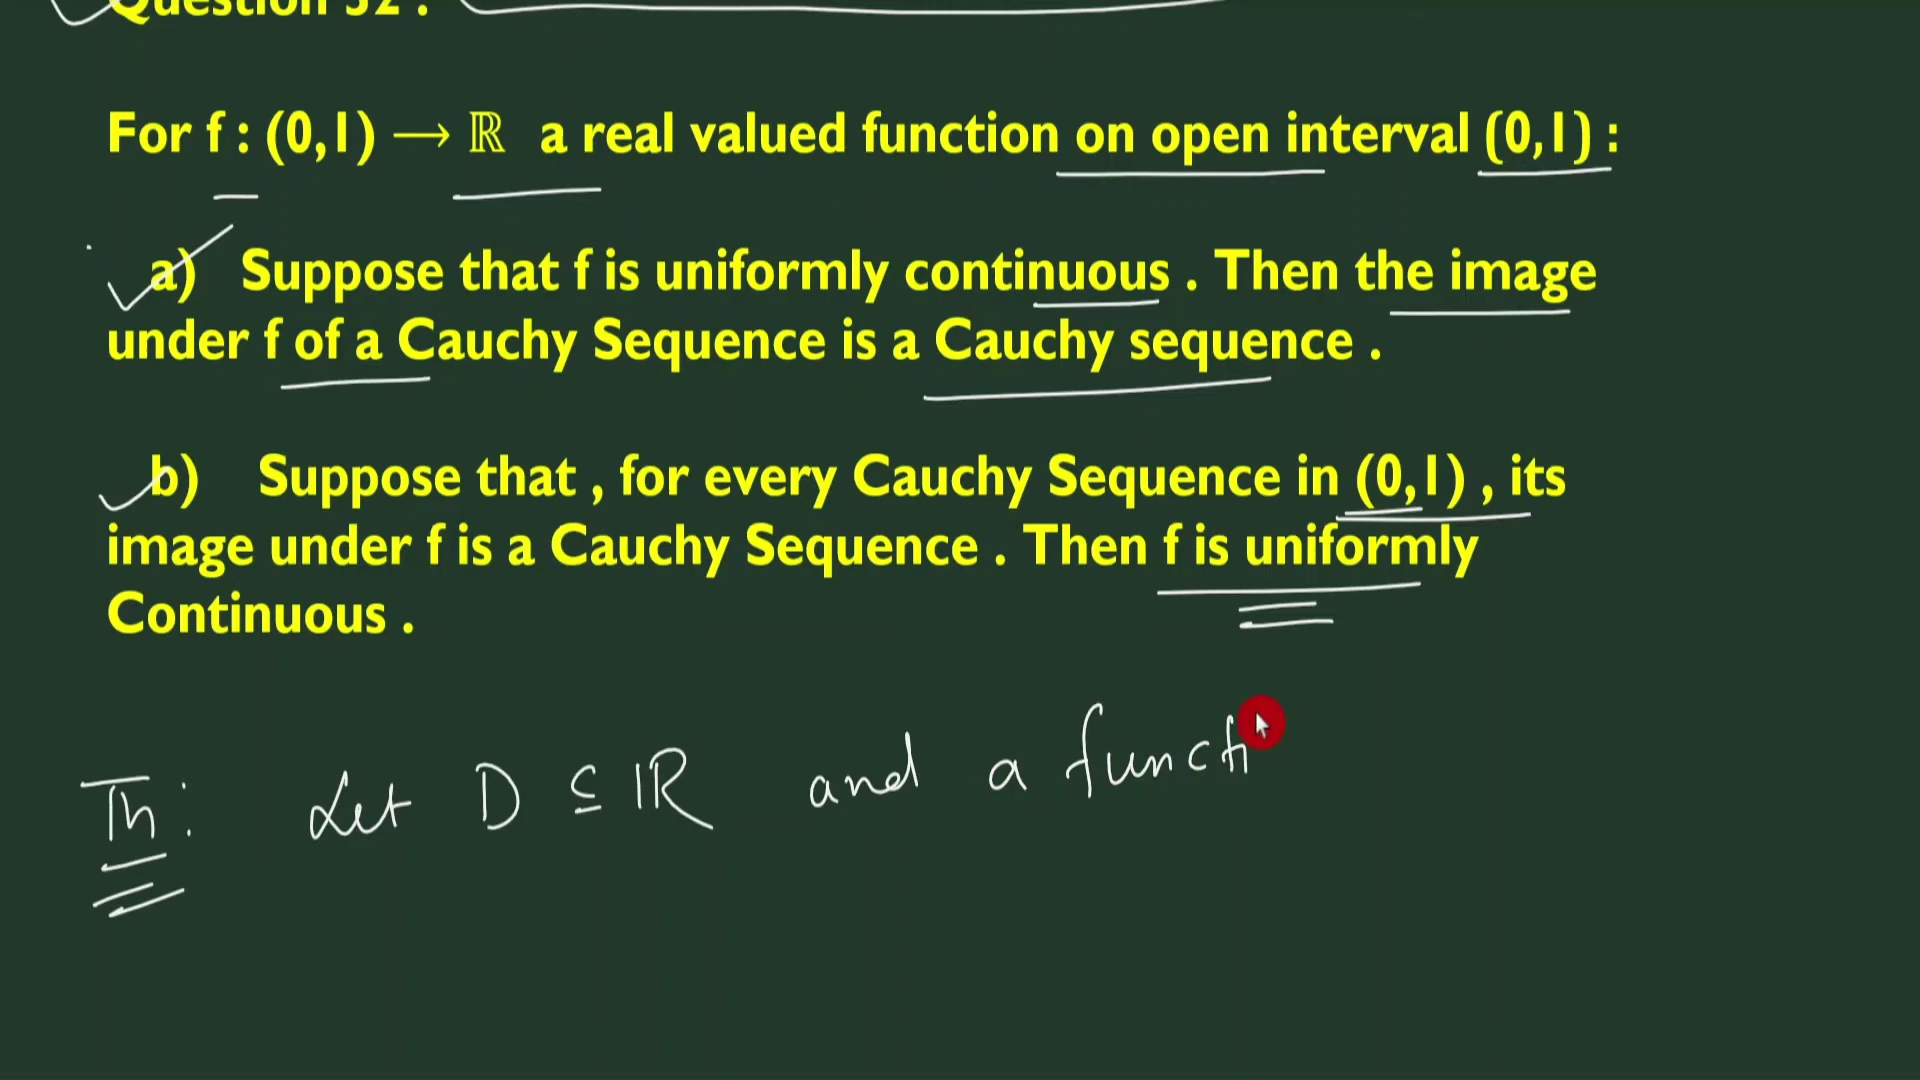 Question 32 :
For f : (0,1) ⟶ ℝ a real valued function on open interval (0,1) :
a) Suppose that f is uniformly continuous . Then the image
under f of a Cauchy Sequence is a Cauchy sequence .
b) Suppose that , for every Cauchy Sequence in (0,1) , its
image under f is a Cauchy Sequence . Then f is uniformly
Continuous .
Th : Let D ⊆ ℝ and a functi